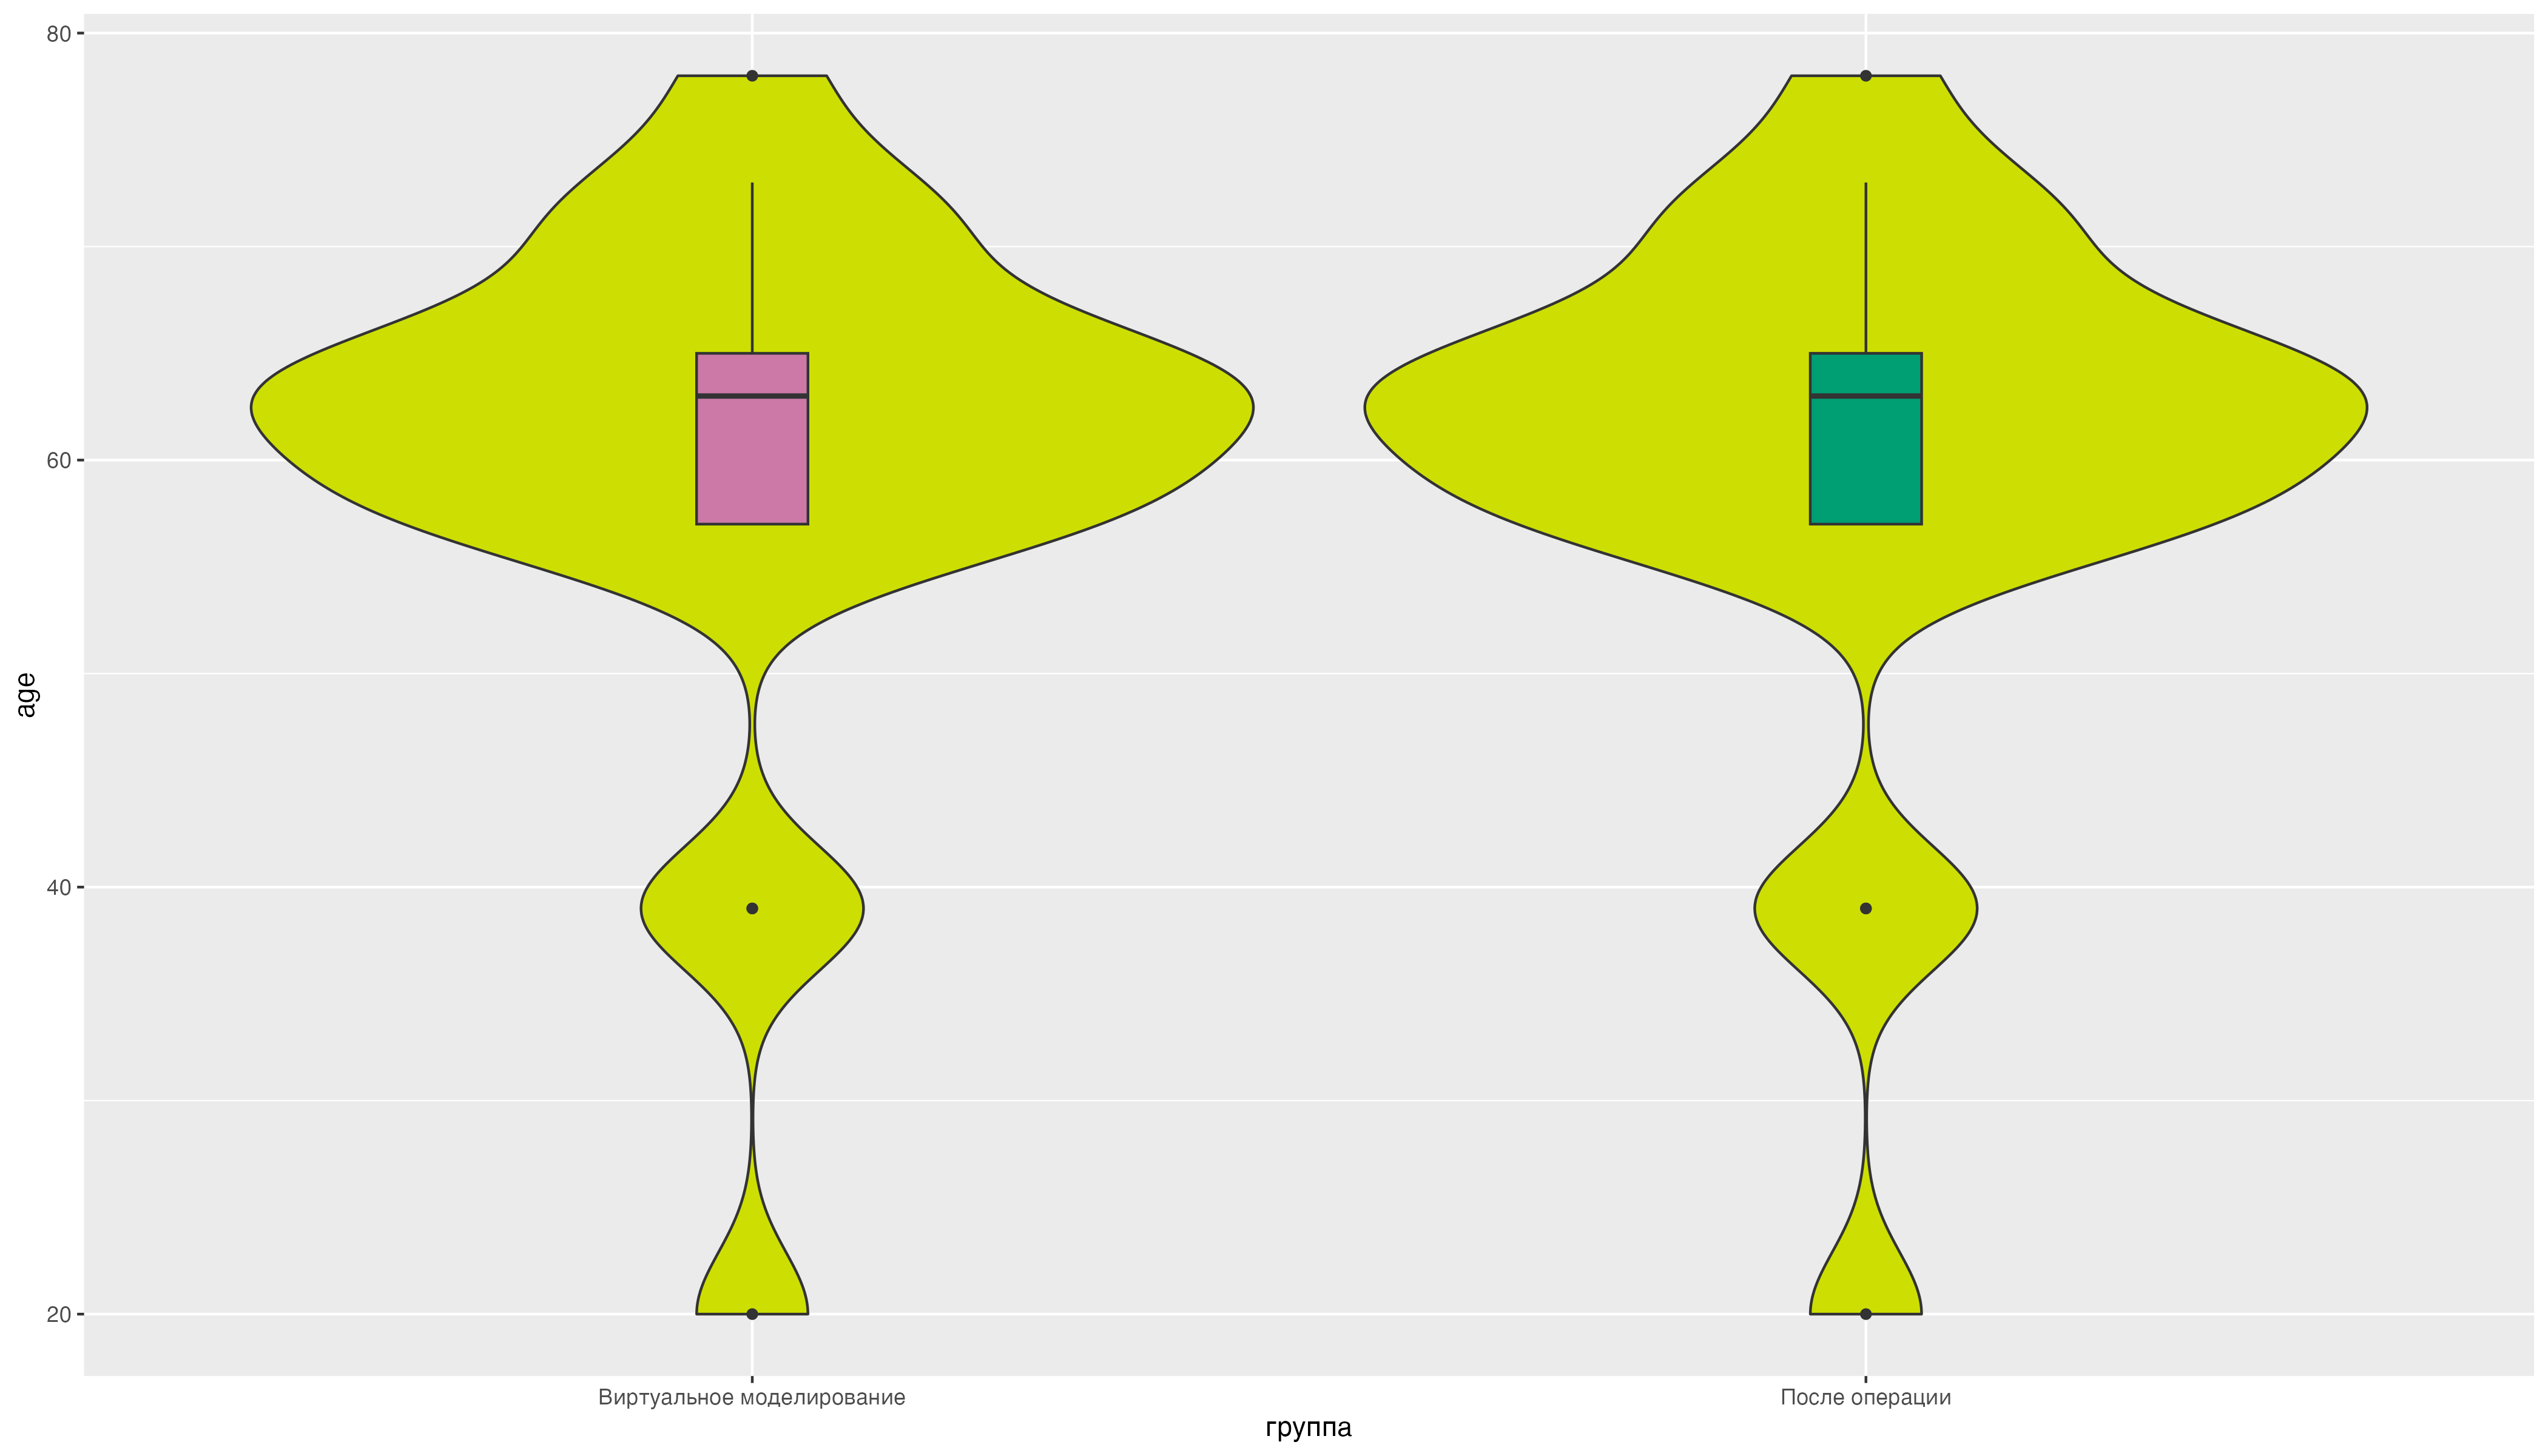 80
60
40
20
age
Виртуальное моделирование
После операции
группа